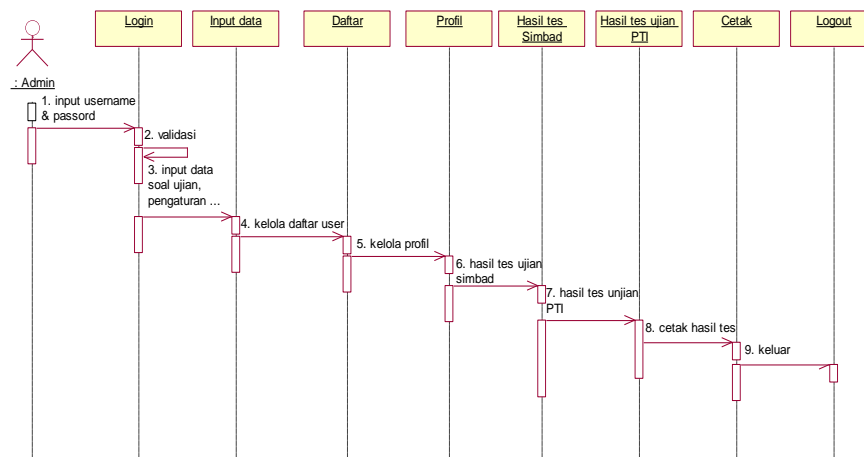 Login
Input data
Daftar
Profil
Hasil tes
Simbad
Hasil tes ujian
PTI
Cetak
Logout
: Admin
1. input username
& passord
2. validasi
3. input data
soal ujian,
pengaturan ...
4. kelola daftar user
5. kelola profil
6. hasil tes ujian
simbad
7. hasil tes unjian
PTI
8. cetak hasil tes
9. keluar